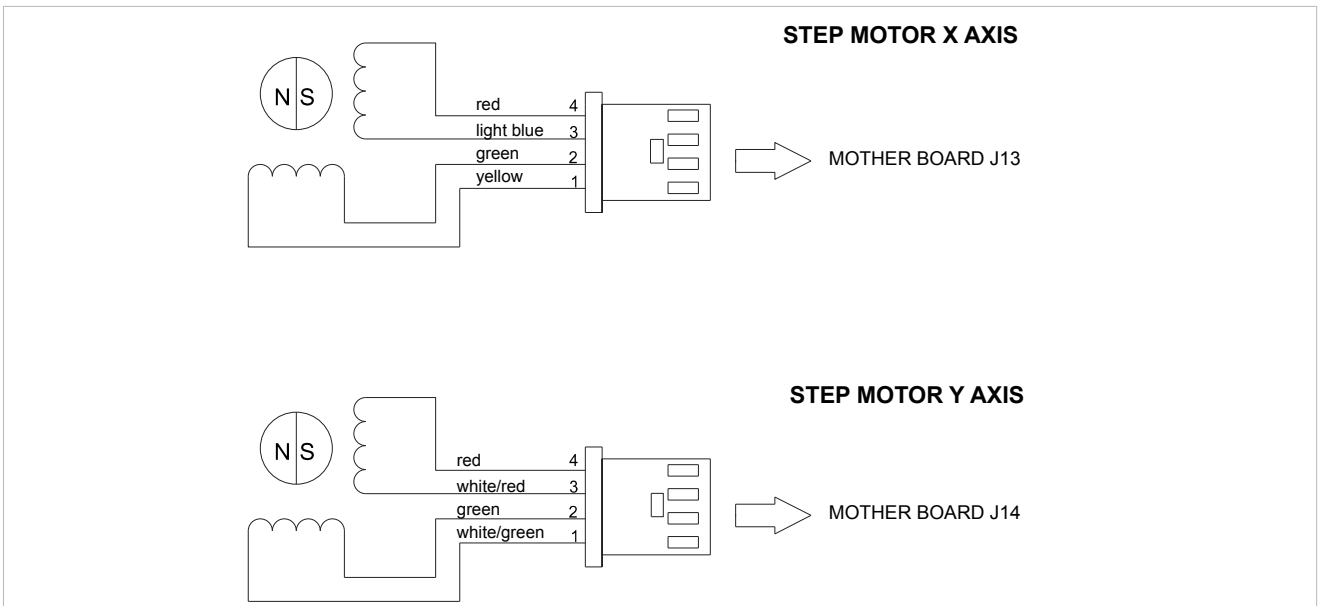 STEP MOTOR X AXIS
N S
red 4
light blue 3
green 2
yellow 1
MOTHER BOARD J13
STEP MOTOR Y AXIS
N S
red 4
white/red 3
green 2
white/green 1
MOTHER BOARD J14